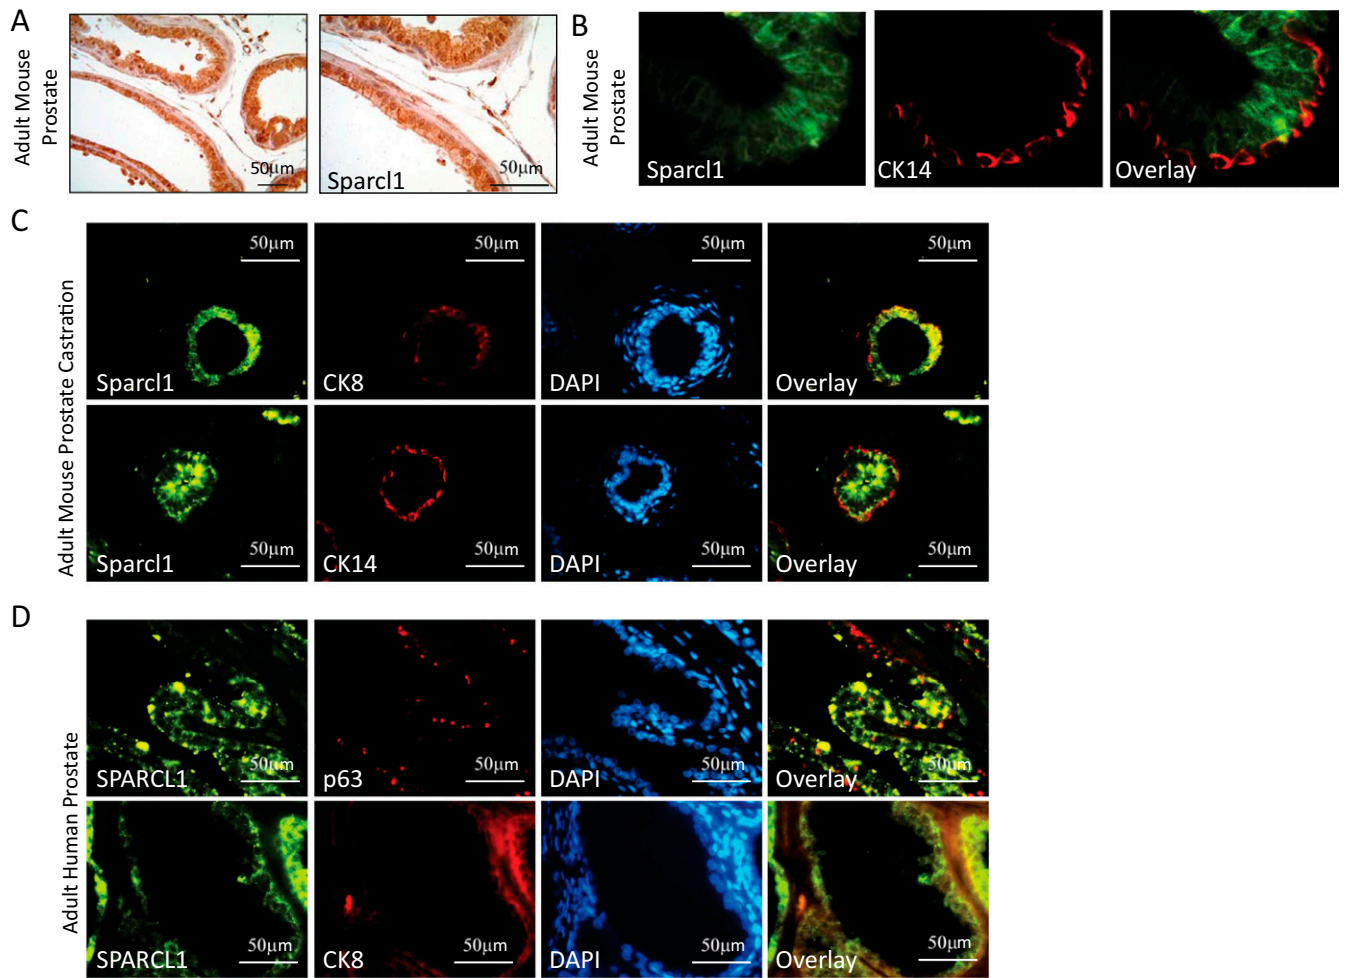 A
Adult Mouse
Prostate
50μm
Sparcl1
50μm
B
Adult Mouse
Prostate
Sparcl1
CK14
Overlay
C
Adult Mouse Prostate Castration
50μm
50μm
50μm
50μm
Sparcl1
CK8
DAPI
Overlay
50μm
50μm
50μm
50μm
Sparcl1
CK14
DAPI
Overlay
D
Adult Human Prostate
50μm
50μm
50μm
50μm
SPARCL1
p63
DAPI
Overlay
50μm
50μm
50μm
50μm
SPARCL1
CK8
DAPI
Overlay